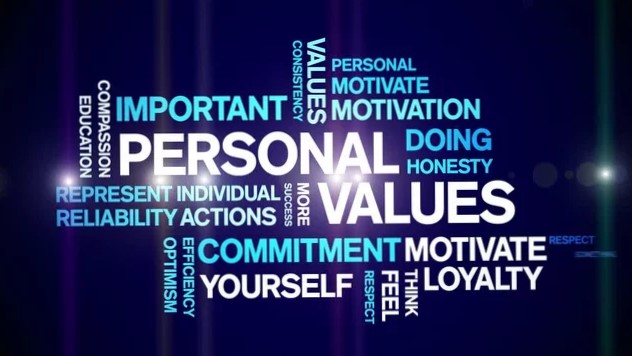 VALUES
CONSISTENCY
PERSONAL
MOTIVATE
MOTIVATION
COMPASSION
EDUCATION
IMPORTANT
PERSONAL
DOING
HONESTY
REPRESENT INDIVIDUAL
RELIABILITY ACTIONS
SUCCESS
MORE
VALUES
COMMITMENT
MOTIVATE
RESPECT
OPTIMISM
EFFICIENCY
YOURSELF
RESPECT
FEEL
THINK
LOYALTY